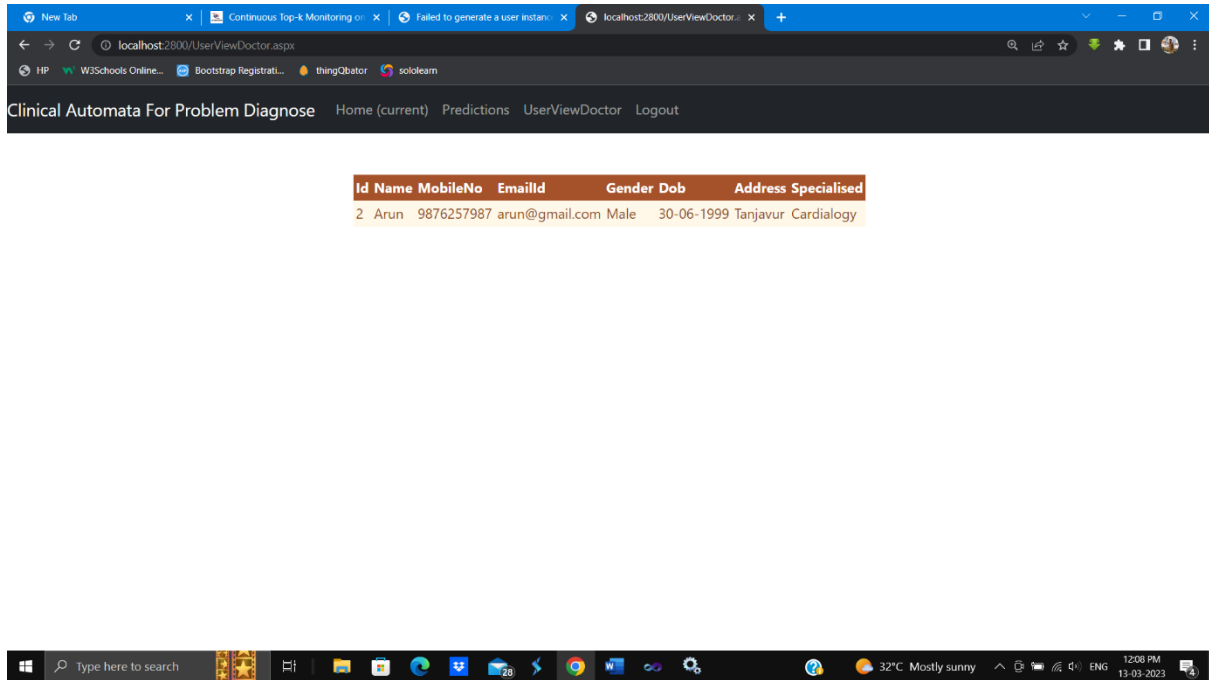 New Tab
Continuous Top-k Monitoring on
Failed to generate a user instanc
localhost:2800/UserViewDoctor.a
localhost:2800/UserViewDoctor.aspx
HP W3Schools Online... Bootstrap Registrati... thingQbator sololearn
Clinical Automata For Problem Diagnose Home (current) Predictions UserViewDoctor Logout
Id Name MobileNo EmailId Gender Dob Address Specialised
2 Arun 9876257987 arun@gmail.com Male 30-06-1999 Tanjavur Cardialogy
Type here to search 28 32°C Mostly sunny ENG 12:08 PM
13-03-2023 4